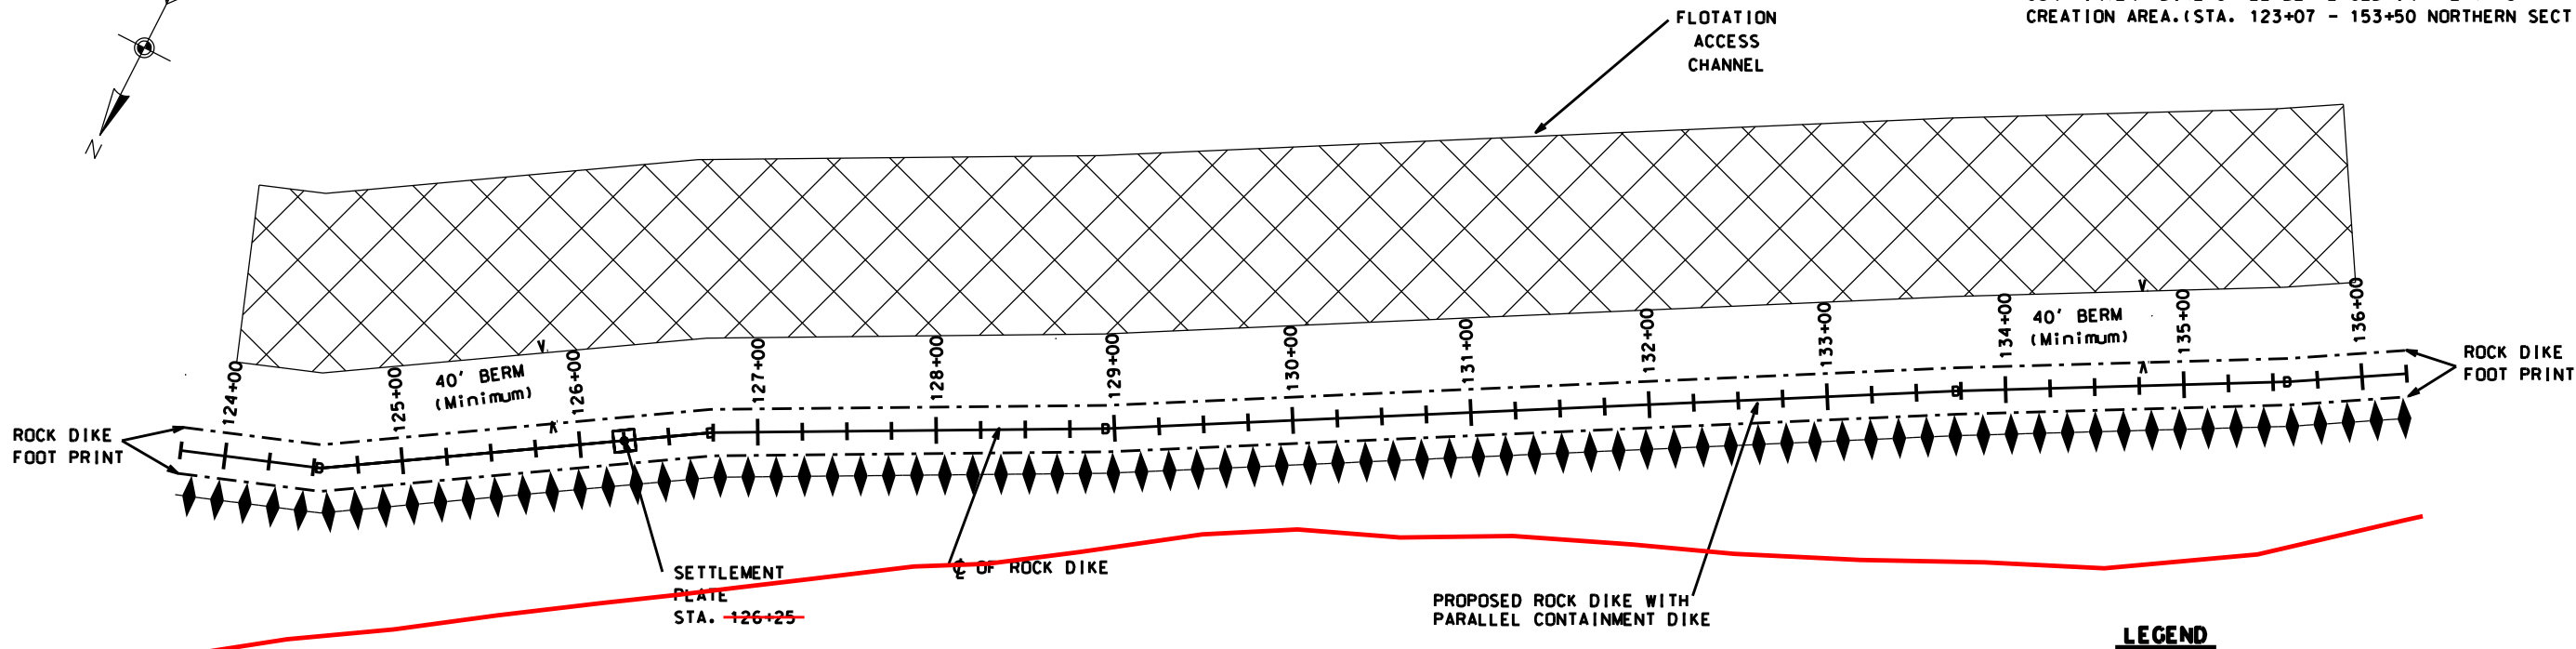 CREATION AREA.(STA. 123+07 - 153+50 NORTHERN SECT
FLOTATION
ACCESS
CHANNEL
N
124+00
125+00
126+00
127+00
128+00
129+00
130+00
131+00
132+00
133+00
134+00
135+00
136+00
40' BERM
(Minimum)
40' BERM
(Minimum)
ROCK DIKE
FOOT PRINT
ROCK DIKE
FOOT PRINT
SETTLEMENT
PLATE
STA. 126+25
℄ OF ROCK DIKE
PROPOSED ROCK DIKE WITH
PARALLEL CONTAINMENT DIKE
LEGEND